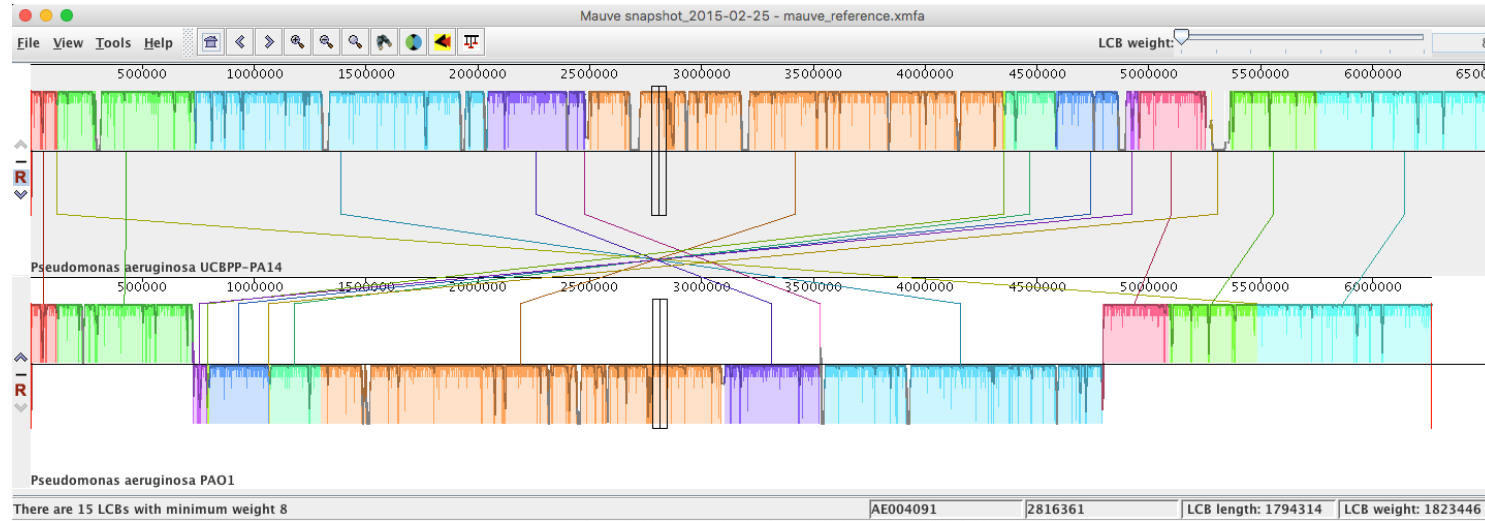 Mauve snapshot_2015-02-25 - mauve_reference.xmfa
File View Tools Help LCB weight: 8
500000 1000000 1500000 2000000 2500000 3000000 3500000 4000000 4500000 5000000 5500000 6000000 6500
R
Pseudomonas aeruginosa UCBPP-PA14
500000 1000000 1500000 2000000 2500000 3000000 3500000 4000000 4500000 5000000 5500000 6000000
R
Pseudomonas aeruginosa PAO1
There are 15 LCBs with minimum weight 8 AE004091 2816361 LCB length: 1794314 LCB weight: 1823446